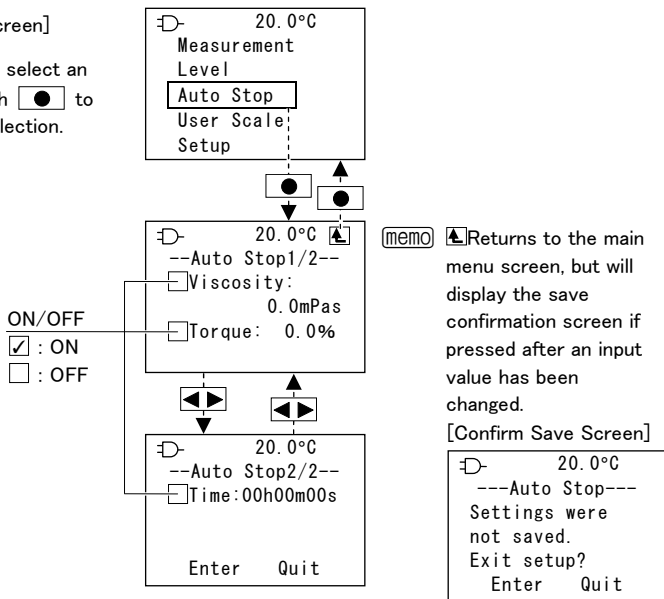 creen]
select an
h ● to
lection.
20.0°C
Measurement
Level
Auto Stop
User Scale
Setup
20.0°C
--Auto Stop1/2--
Viscosity:
0.0mPas
Torque: 0.0%
ON/OFF
☑ : ON
☐ : OFF
20.0°C
--Auto Stop2/2--
Time:00h00m00s
Enter Quit
memo Returns to the main
menu screen, but will
display the save
confirmation screen if
pressed after an input
value has been
changed.
[Confirm Save Screen]
20.0°C
---Auto Stop---
Settings were
not saved.
Exit setup?
Enter Quit